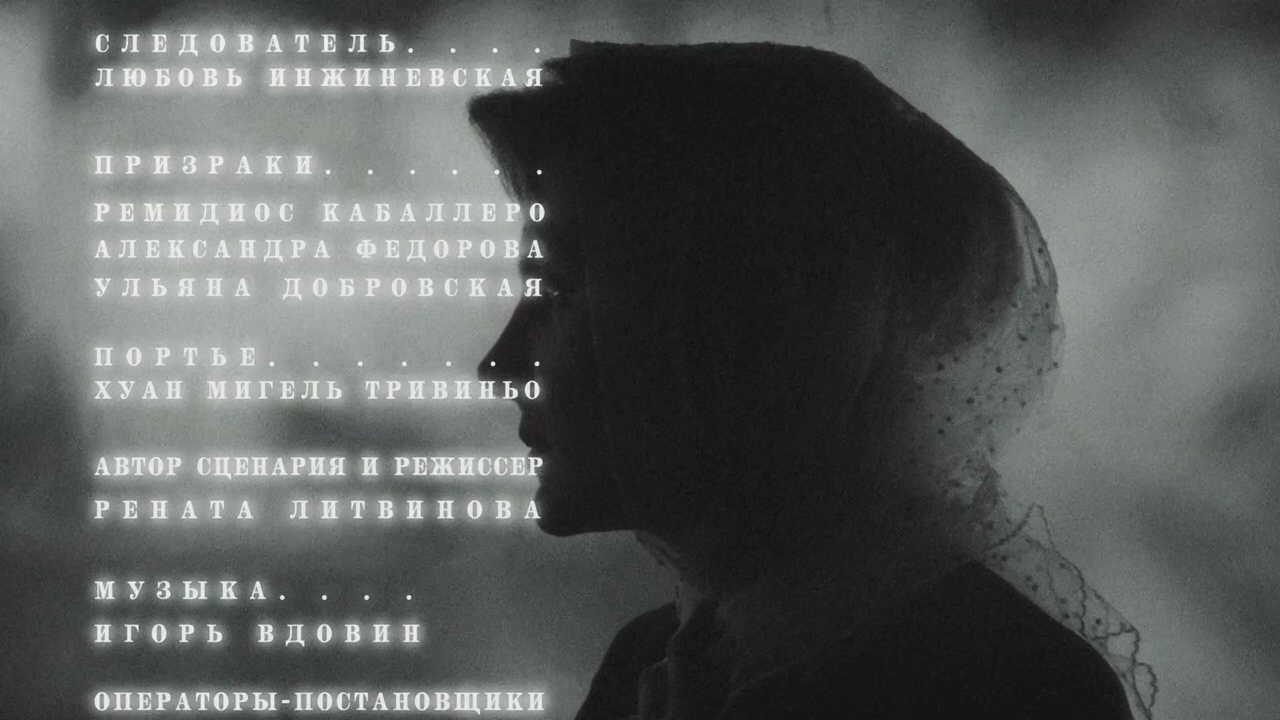 СЛЕДОВАТЕЛЬ. . . .
ЛЮБОВЬ ИНЖИНЕВСКАЯ
ПРИЗРАКИ. . . . . .
РЕМИДИОС КАБАЛЛЕРО
АЛЕКСАНДРА ФЕДОРОВА
УЛЬЯНА ДОБРОВСКАЯ
ПОРТЬЕ. . . . . . .
ХУАН МИГЕЛЬ ТРИВИНЬО
АВТОР СЦЕНАРИЯ И РЕЖИССЕР
РЕНАТА ЛИТВИНОВА
МУЗЫКА. . . .
ИГОРЬ ВДОВИН
ОПЕРАТОРЫ-ПОСТАНОВЩИКИ